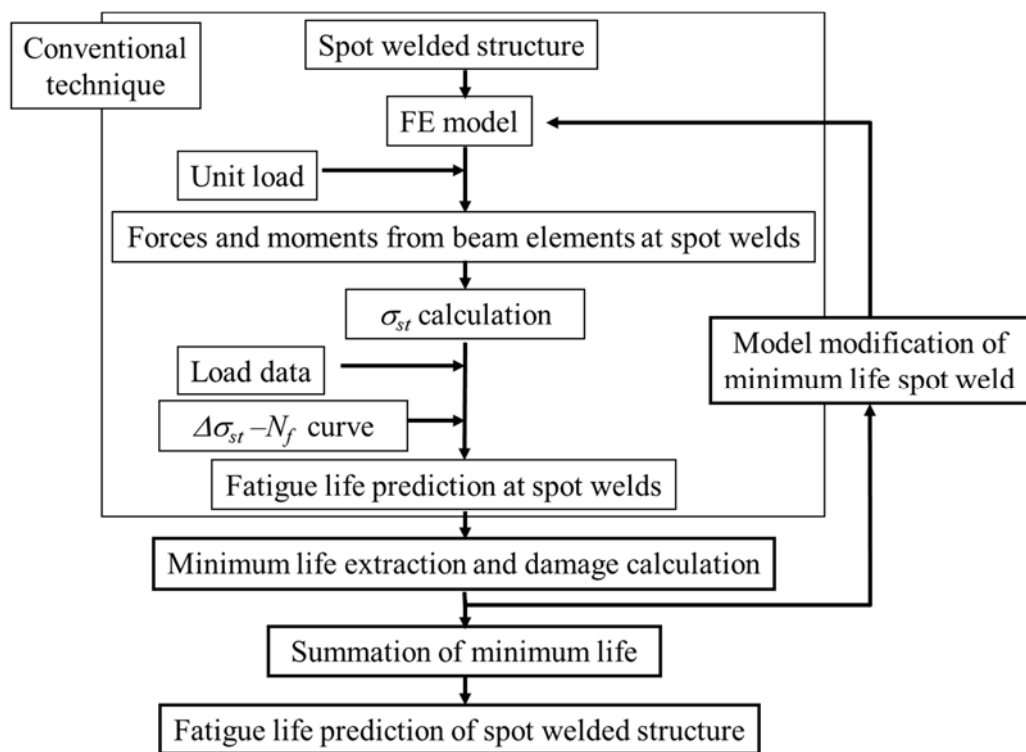 Conventional
technique
Spot welded structure
FE model
Unit load
Forces and moments from beam elements at spot welds
σst calculation
Load data
Δσst –Nf curve
Fatigue life prediction at spot welds
Model modification of
minimum life spot weld
Minimum life extraction and damage calculation
Summation of minimum life
Fatigue life prediction of spot welded structure